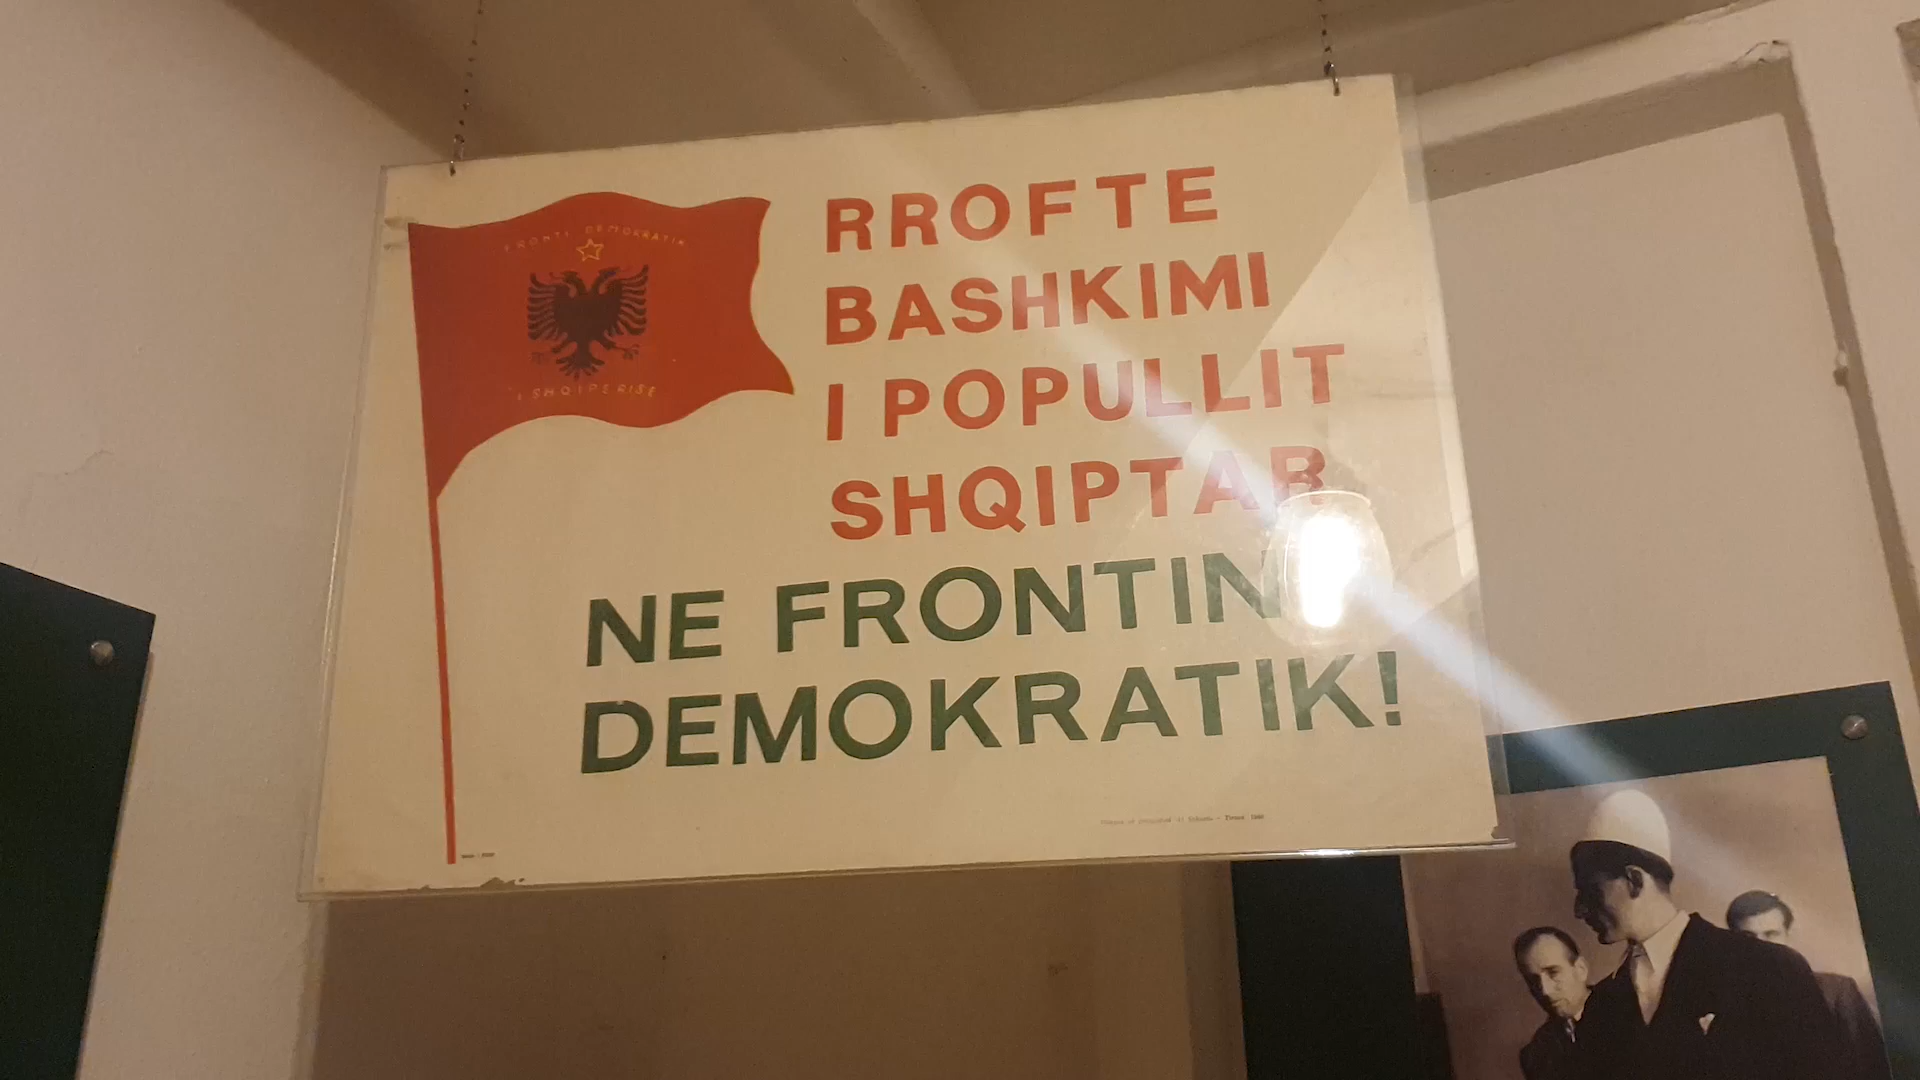 FRONTI DEMOKRATIK
I SHQIPERISE
RROFTE
BASHKIMI
I POPULLIT
SHQIPTAR
NE FRONTIN
DEMOKRATIK!